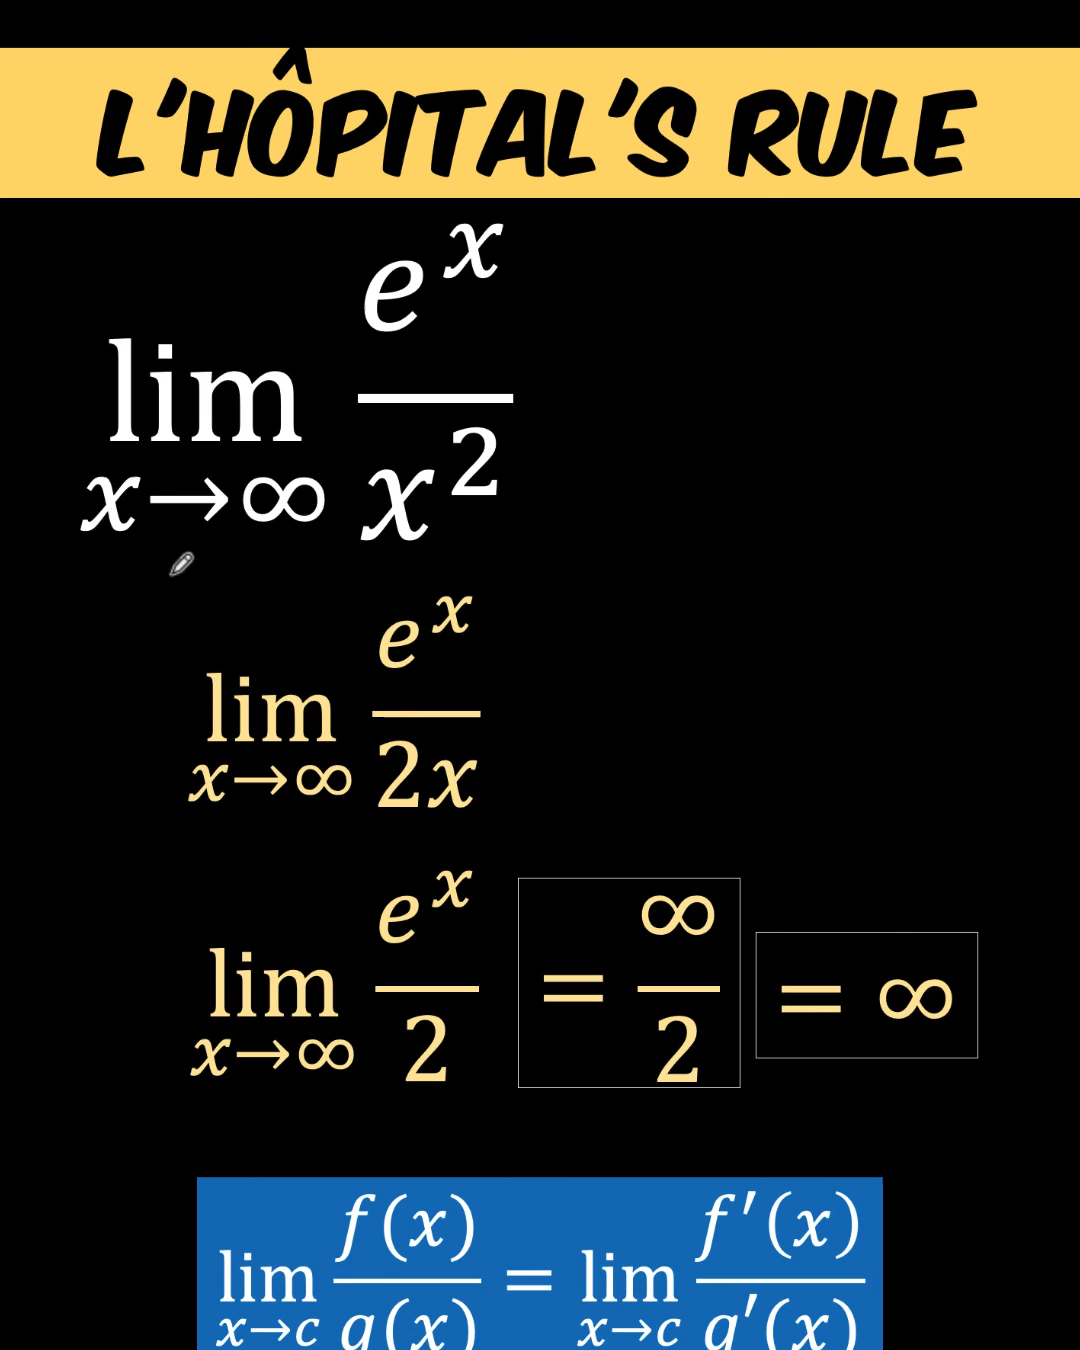 L'HÔPITAL'S RULE
lim x→∞ e^x / x^2
lim x→∞ e^x / 2x
lim x→∞ e^x / 2 = ∞ / 2 = ∞
lim x→c f(x) / g(x) = lim x→c f′(x) / g′(x)